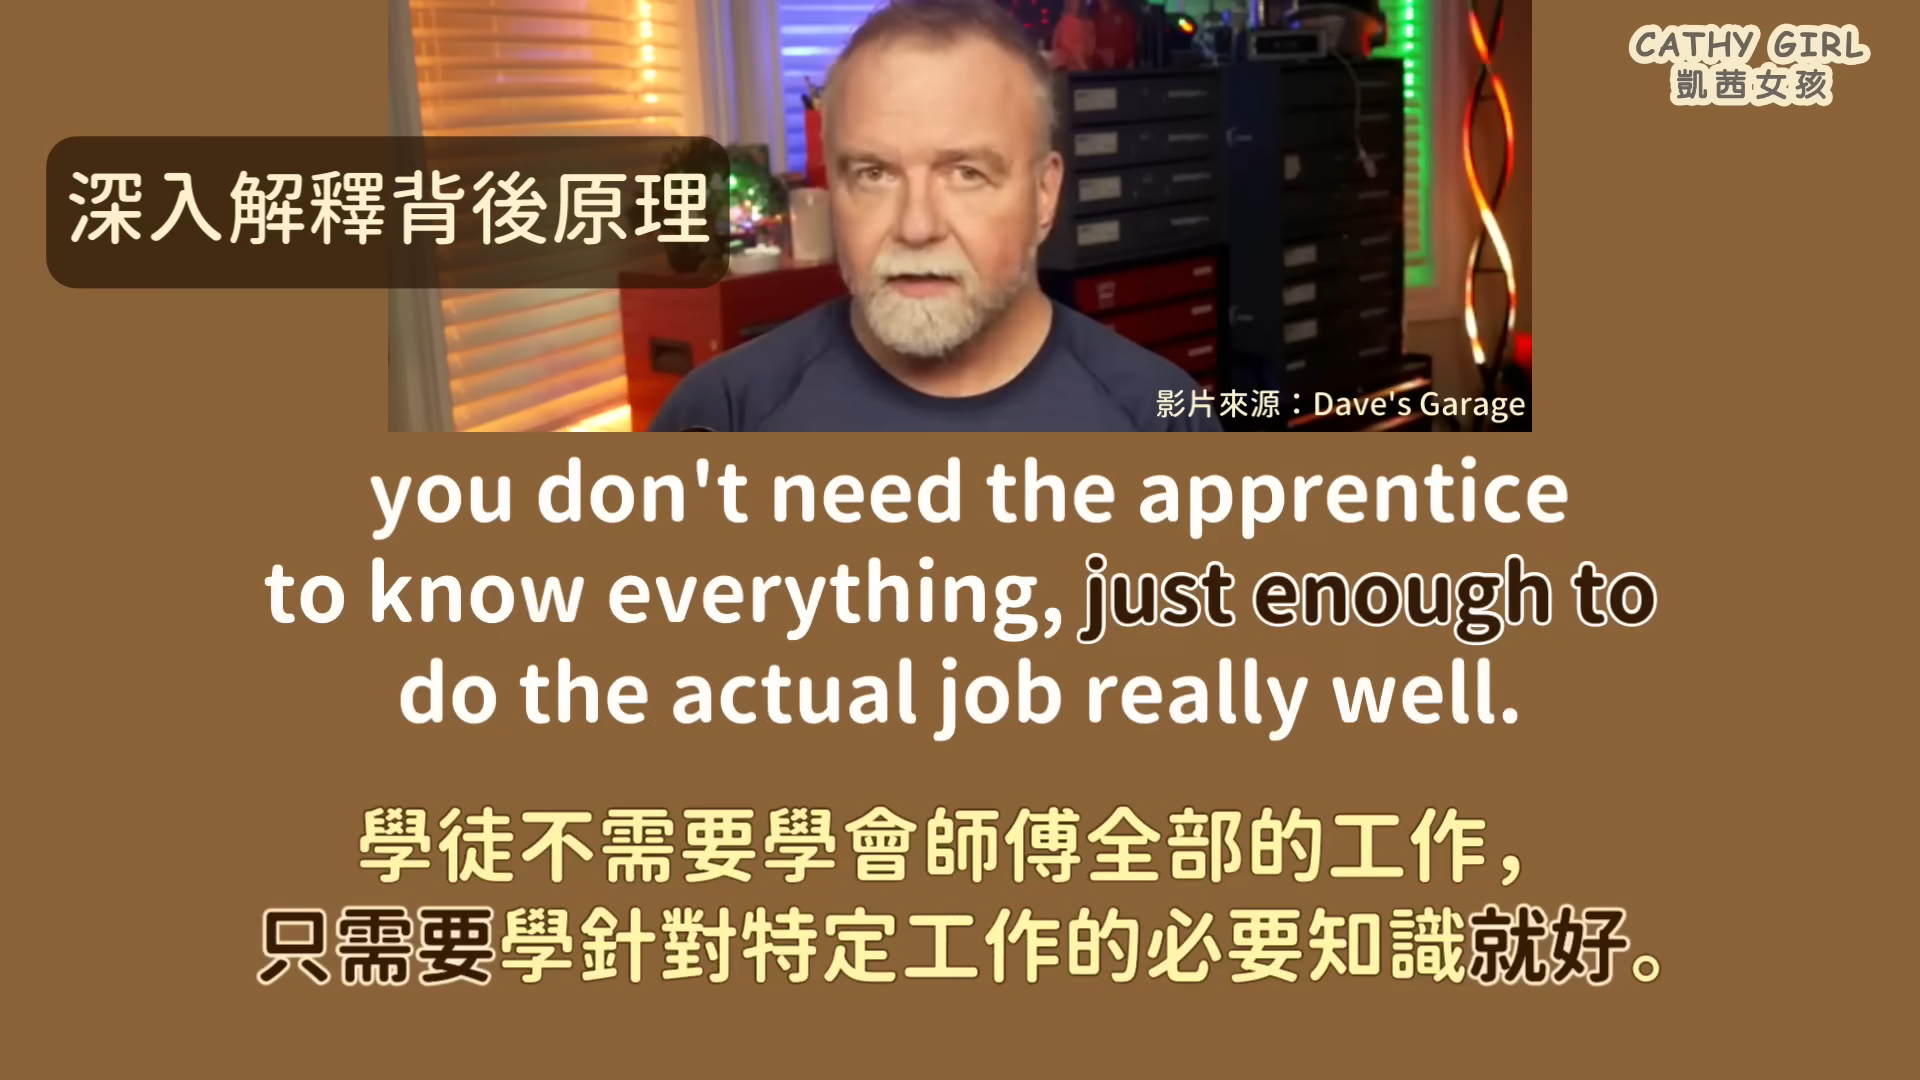 CATHY GIRL
凱茜女孩
深入解釋背後原理
影片來源：Dave's Garage
you don't need the apprentice
to know everything, just enough to
do the actual job really well.
學徒不需要學會師傅全部的工作，
只需要學針對特定工作的必要知識就好。